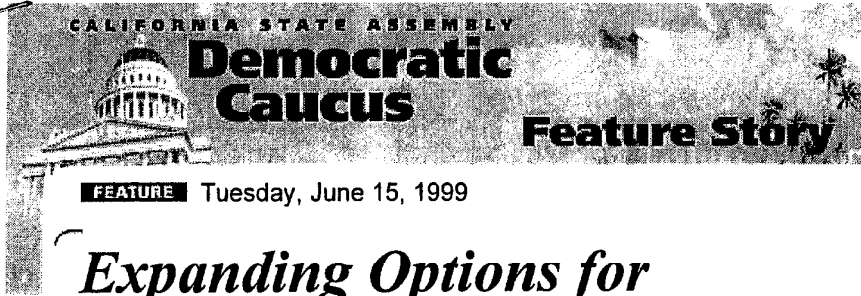 CALIFORNIA STATE ASSEMBLY
Democratic
Caucus
Feature Story
FEATURE Tuesday, June 15, 1999
Expanding Options for